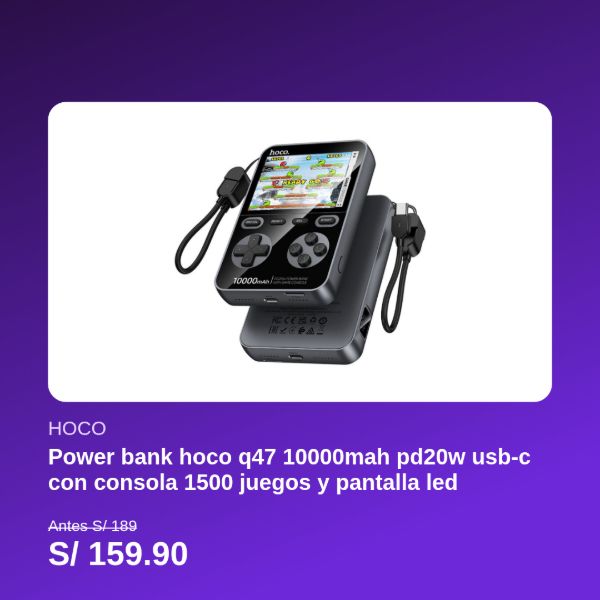 hoco.
10000mAh
HOCO
Power bank hoco q47 10000mah pd20w usb-c
con consola 1500 juegos y pantalla led
Antes S/ 189
S/ 159.90